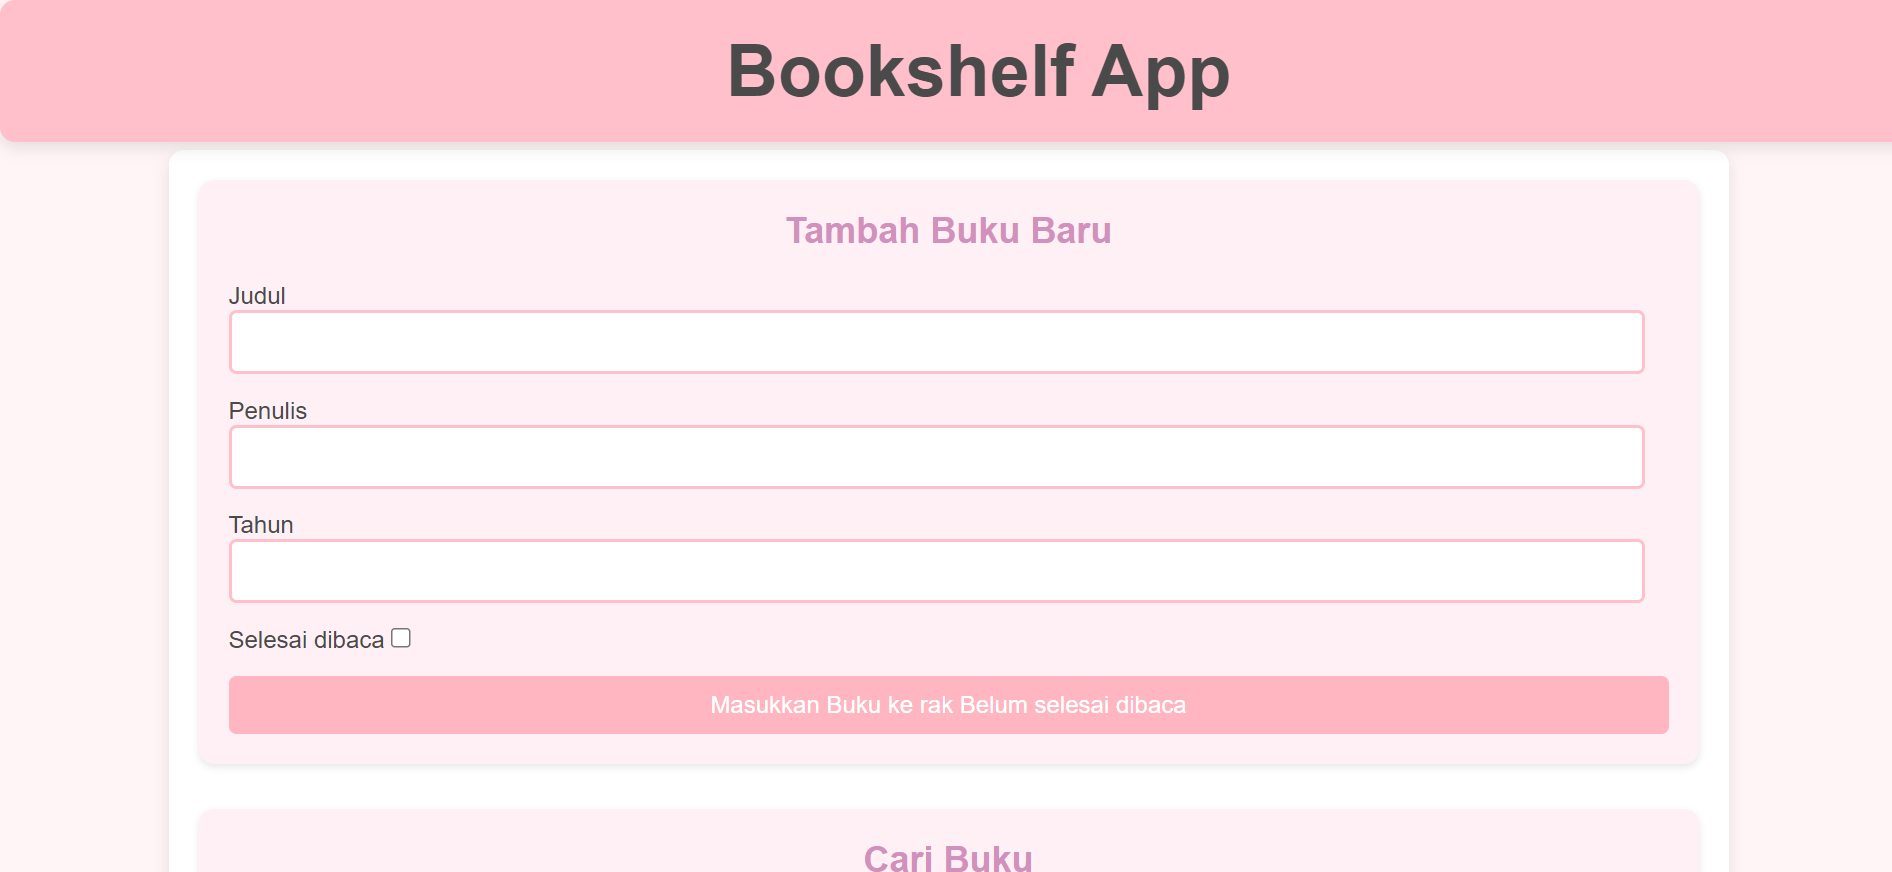 Bookshelf App
Tambah Buku Baru
Judul
Penulis
Tahun
Selesai dibaca
Masukkan Buku ke rak Belum selesai dibaca
Cari Buku